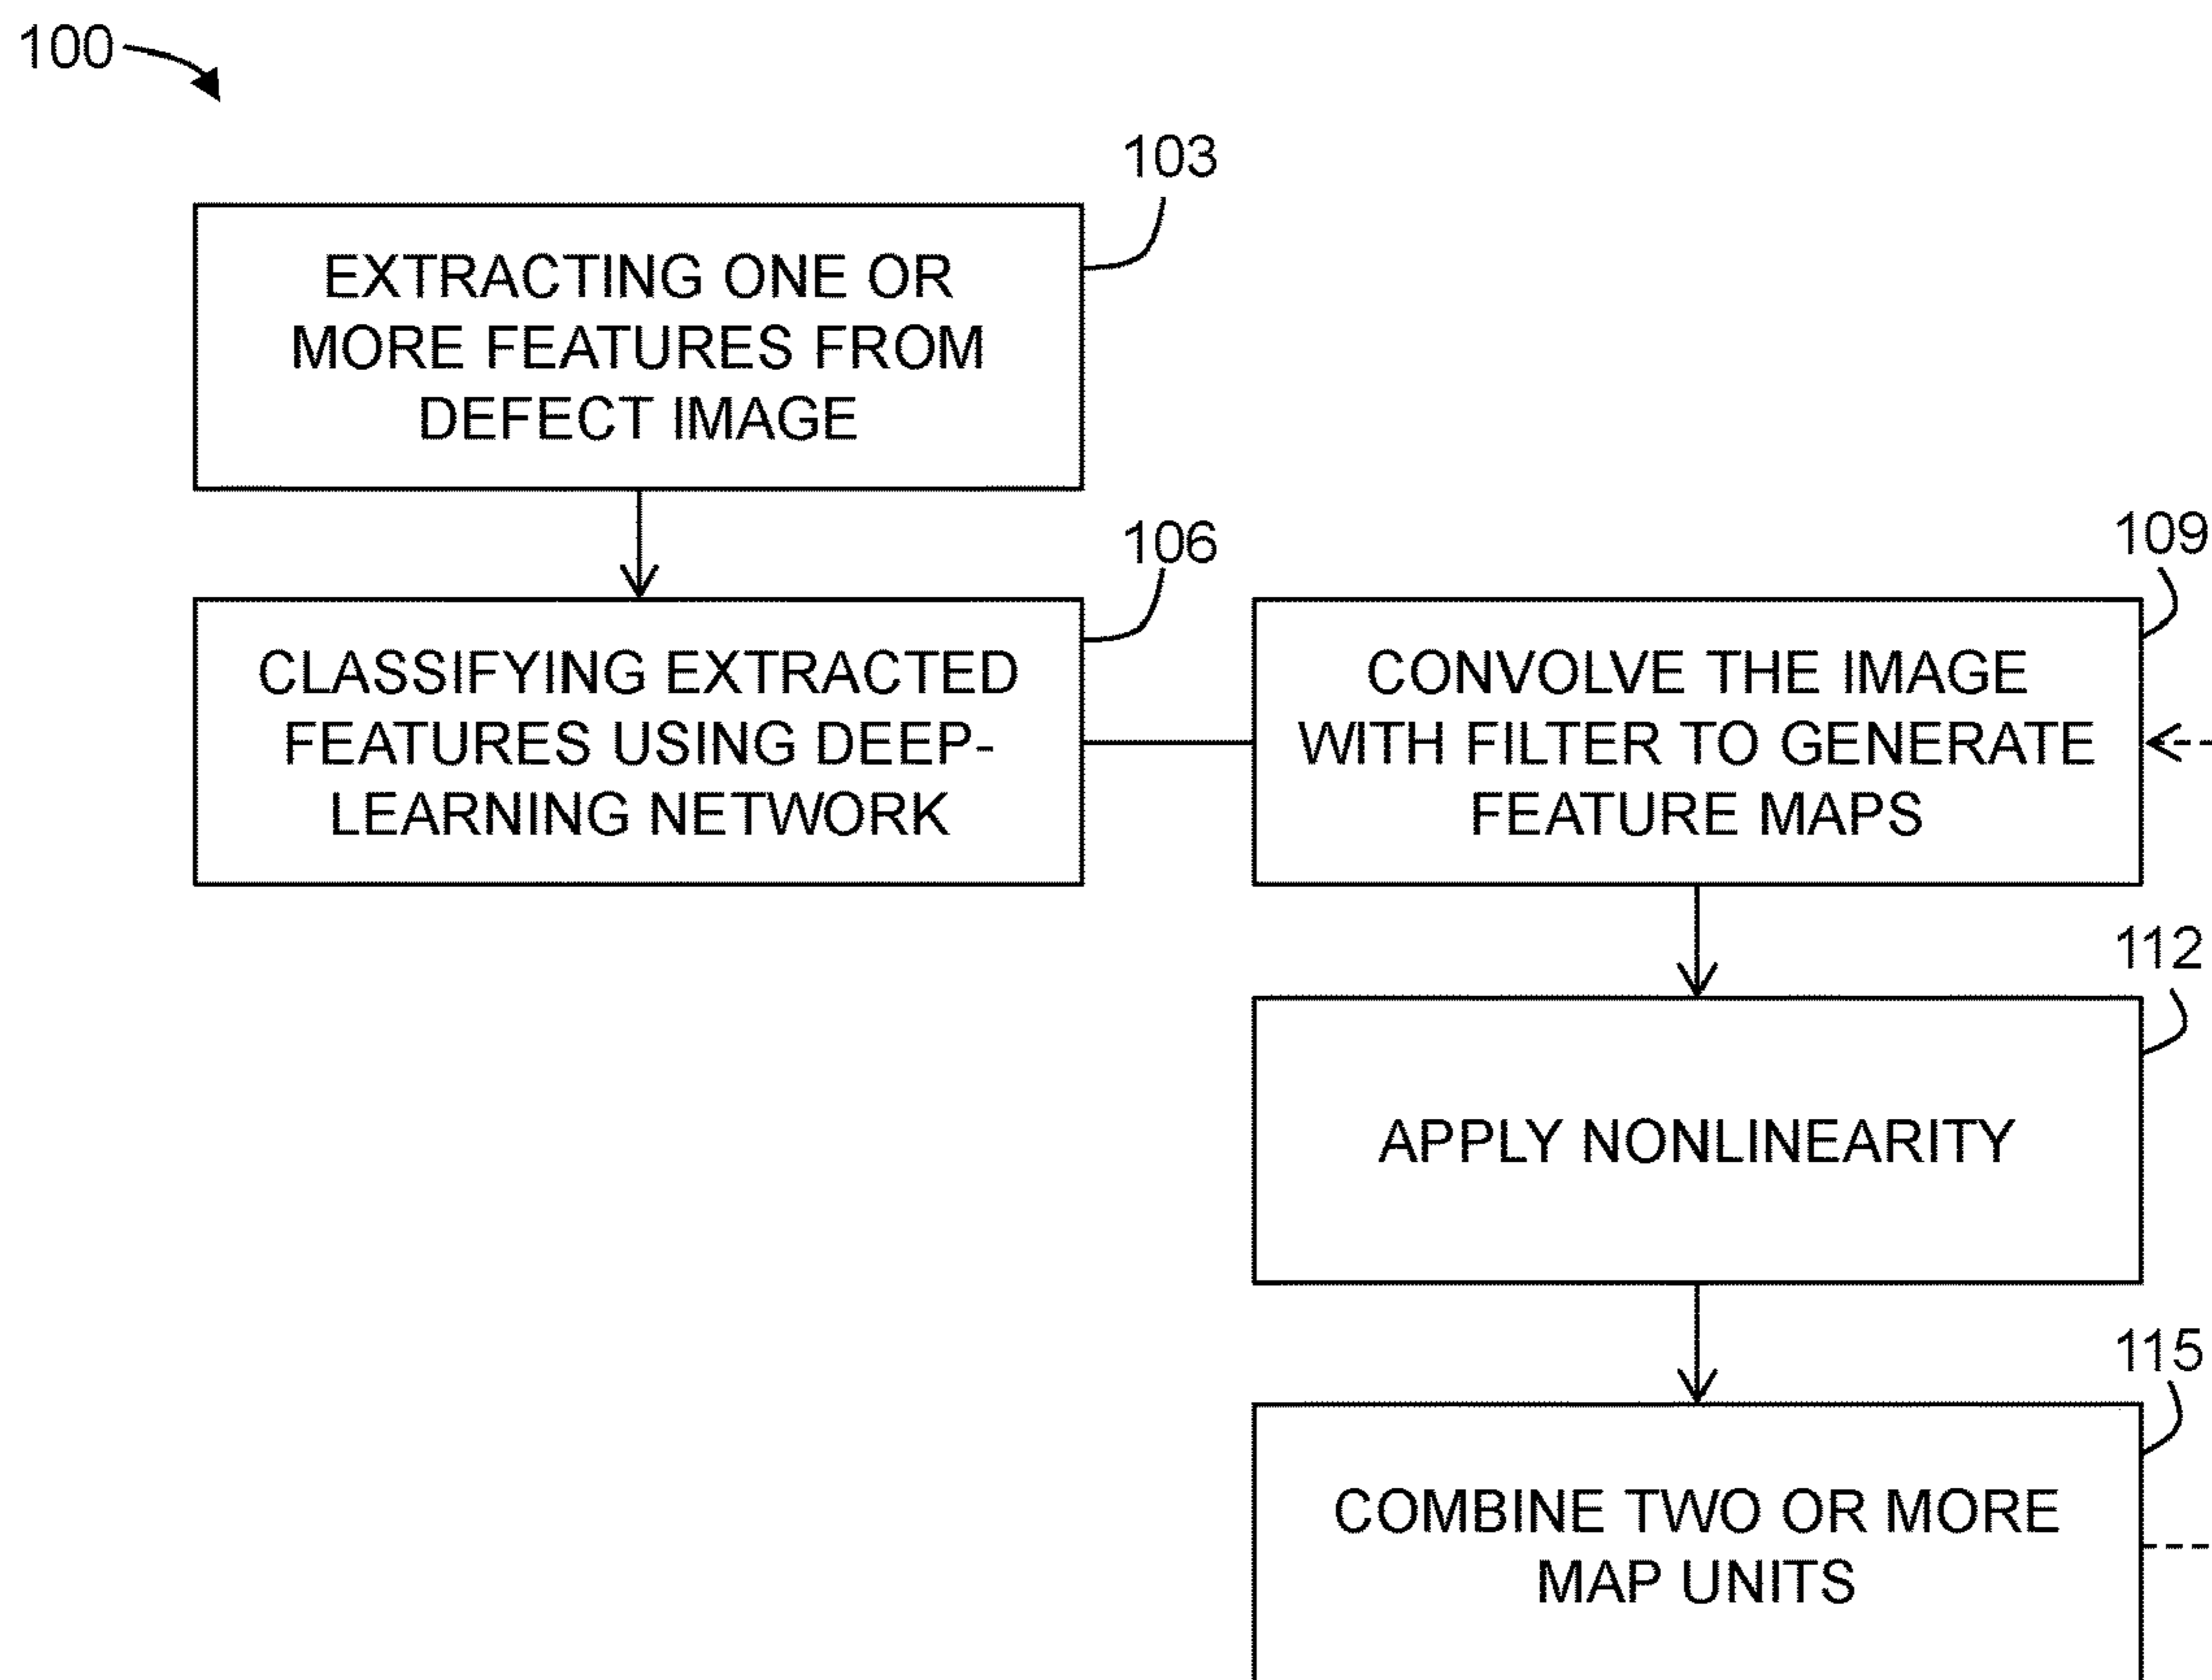 100
103
EXTRACTING ONE OR
MORE FEATURES FROM
DEFECT IMAGE
106
CLASSIFYING EXTRACTED
FEATURES USING DEEP-
LEARNING NETWORK
109
CONVOLVE THE IMAGE
WITH FILTER TO GENERATE
FEATURE MAPS
112
APPLY NONLINEARITY
115
COMBINE TWO OR MORE
MAP UNITS